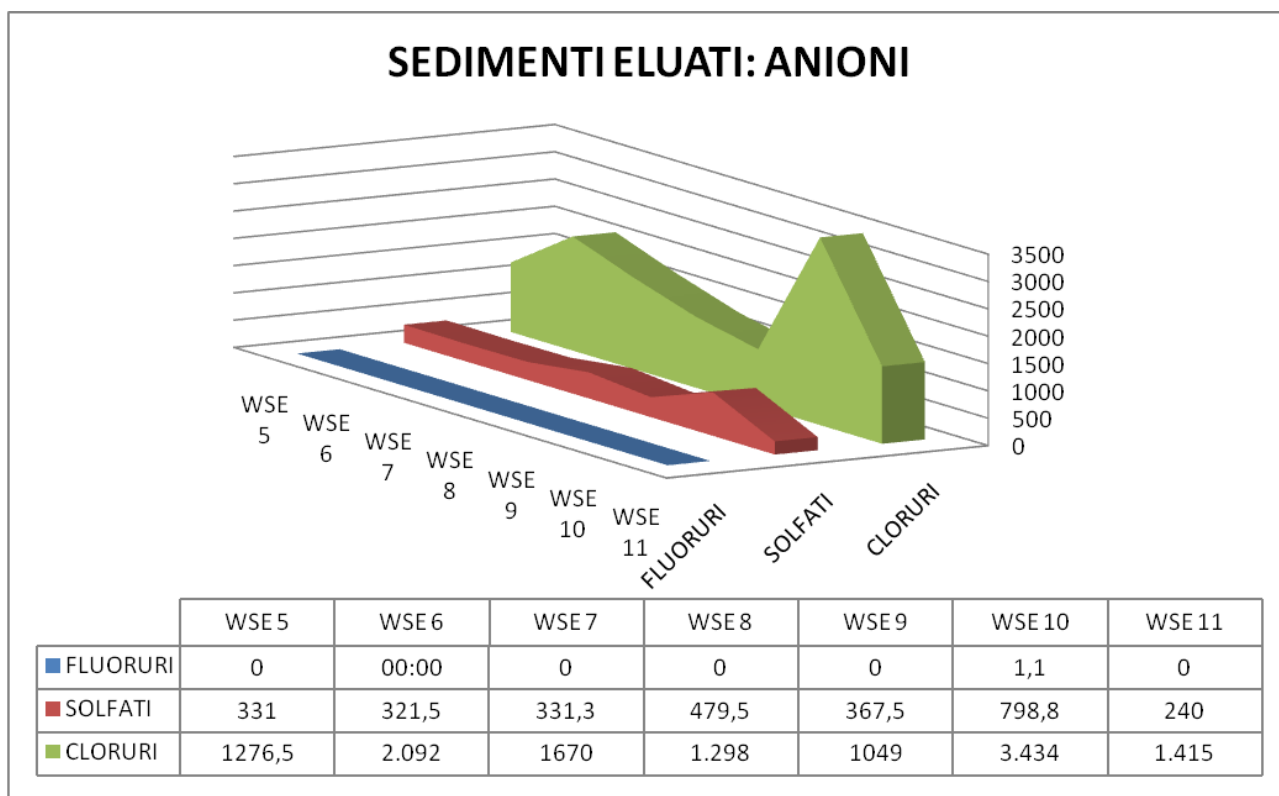 SEDIMENTI ELUATI: ANIONI
3500
3000
2500
2000
1500
1000
500
0
WSE 5
WSE 6
WSE 7
WSE 8
WSE 9
WSE 10
WSE 11
FLUORURI
SOLFATI
CLORURI
WSE 5 WSE 6 WSE 7 WSE 8 WSE 9 WSE 10 WSE 11
FLUORURI 0 00:00 0 0 0 1,1 0
SOLFATI 331 321,5 331,3 479,5 367,5 798,8 240
CLORURI 1276,5 2.092 1670 1.298 1049 3.434 1.415